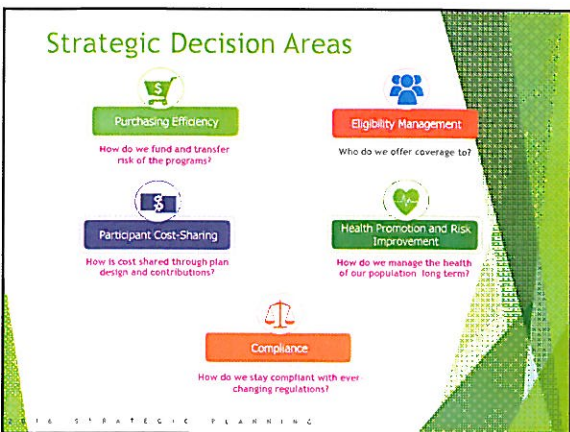 Strategic Decision Areas
$
Purchasing Efficiency
How do we fund and transfer
risk of the programs?
Eligibility Management
Who do we offer coverage to?
$
Participant Cost-Sharing
How is cost shared through plan
design and contributions?
Health Promotion and Risk
Improvement
How do we manage the health
of our population long term?
Compliance
How do we stay compliant with ever-
changing regulations?
2016 STRATEGIC PLANNING